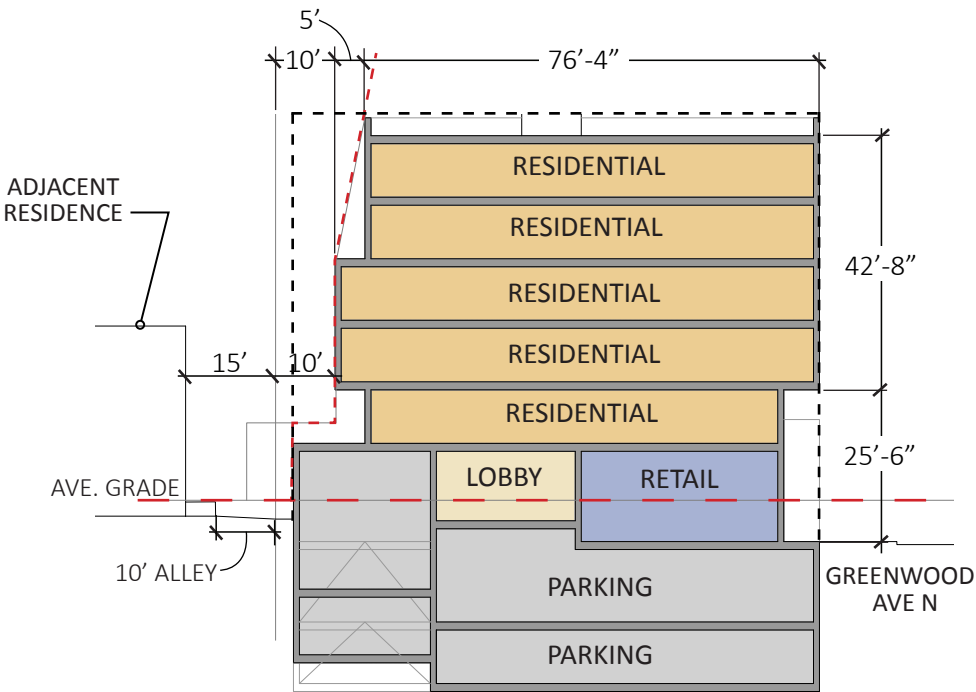 5’
10’
76’-4”
RESIDENTIAL
ADJACENT
RESIDENCE
RESIDENTIAL
42’-8”
RESIDENTIAL
15’
10’
RESIDENTIAL
RESIDENTIAL
25’-6”
LOBBY
RETAIL
AVE. GRADE
10’ ALLEY
PARKING
GREENWOOD
AVE N
PARKING